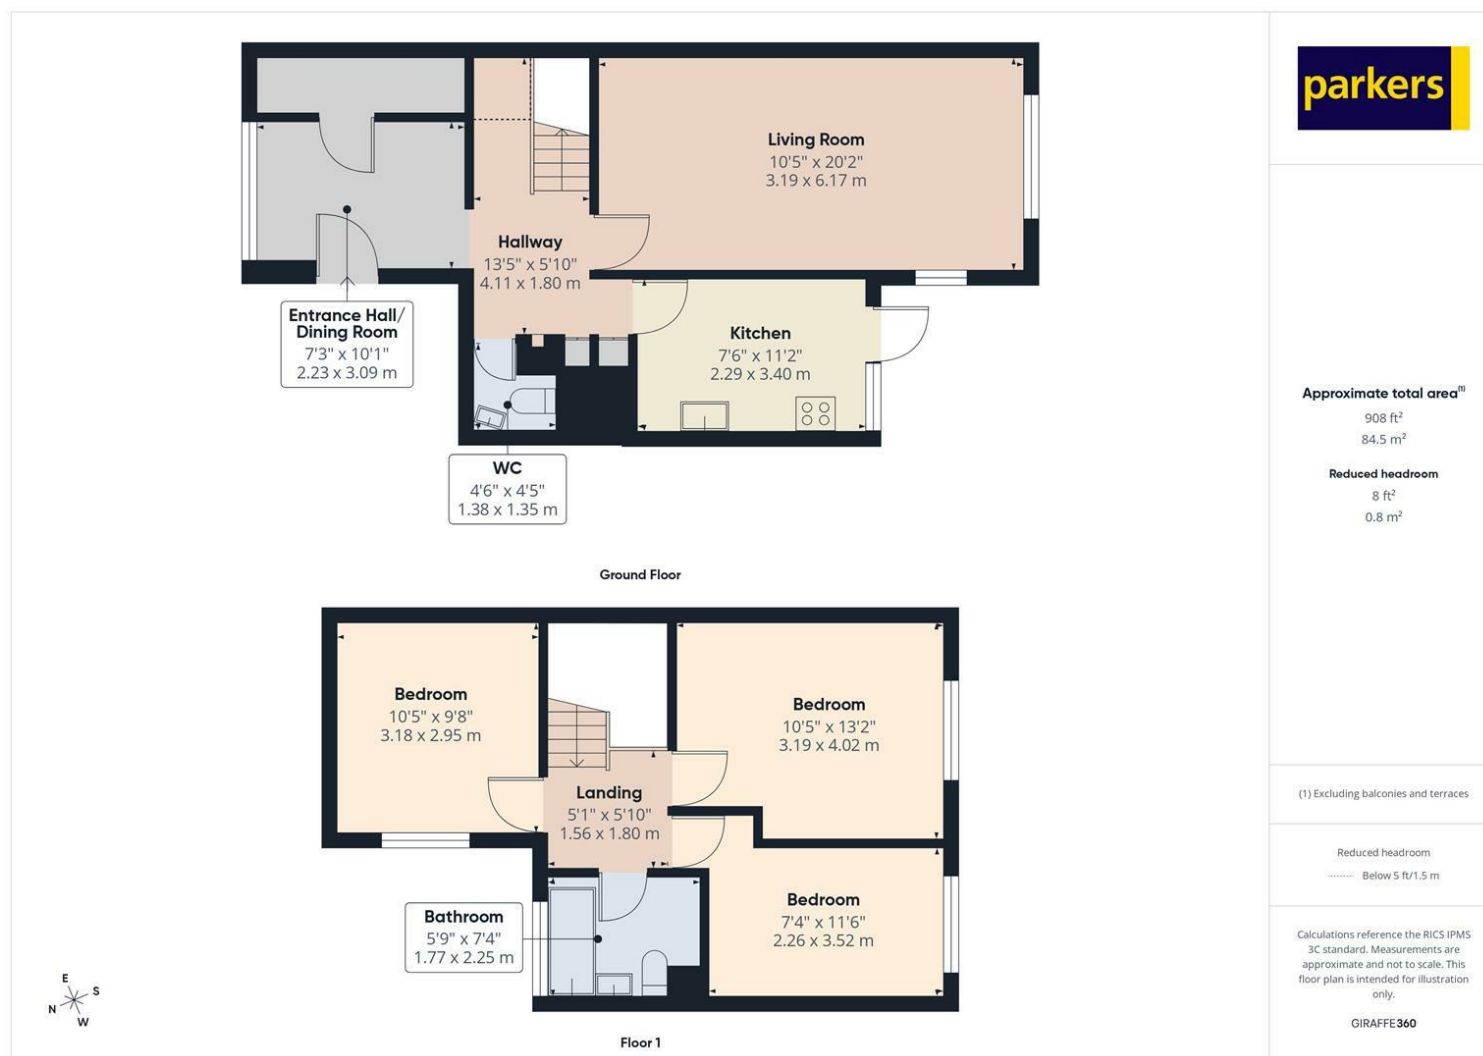 parkers
Living Room
10'5" x 20'2"
3.19 x 6.17 m
Hallway
13'5" x 5'10"
4.11 x 1.80 m
Entrance Hall/
Dining Room
7'3" x 10'1"
2.23 x 3.09 m
Kitchen
7'6" x 11'2"
2.29 x 3.40 m
WC
4'6" x 4'5"
1.38 x 1.35 m
Ground Floor
Bedroom
10'5" x 9'8"
3.18 x 2.95 m
Bedroom
10'5" x 13'2"
3.19 x 4.02 m
Landing
5'1" x 5'10"
1.56 x 1.80 m
Bathroom
5'9" x 7'4"
1.77 x 2.25 m
Bedroom
7'4" x 11'6"
2.26 x 3.52 m
Floor 1
E
S
N
W
Approximate total area⁽¹⁾
908 ft²
84.5 m²
Reduced headroom
8 ft²
0.8 m²
(1) Excluding balconies and terraces
Reduced headroom
Below 5 ft/1.5 m
Calculations reference the RICS IPMS
3C standard. Measurements are
approximate and not to scale. This
floor plan is intended for illustration
only.
GIRAFFE360